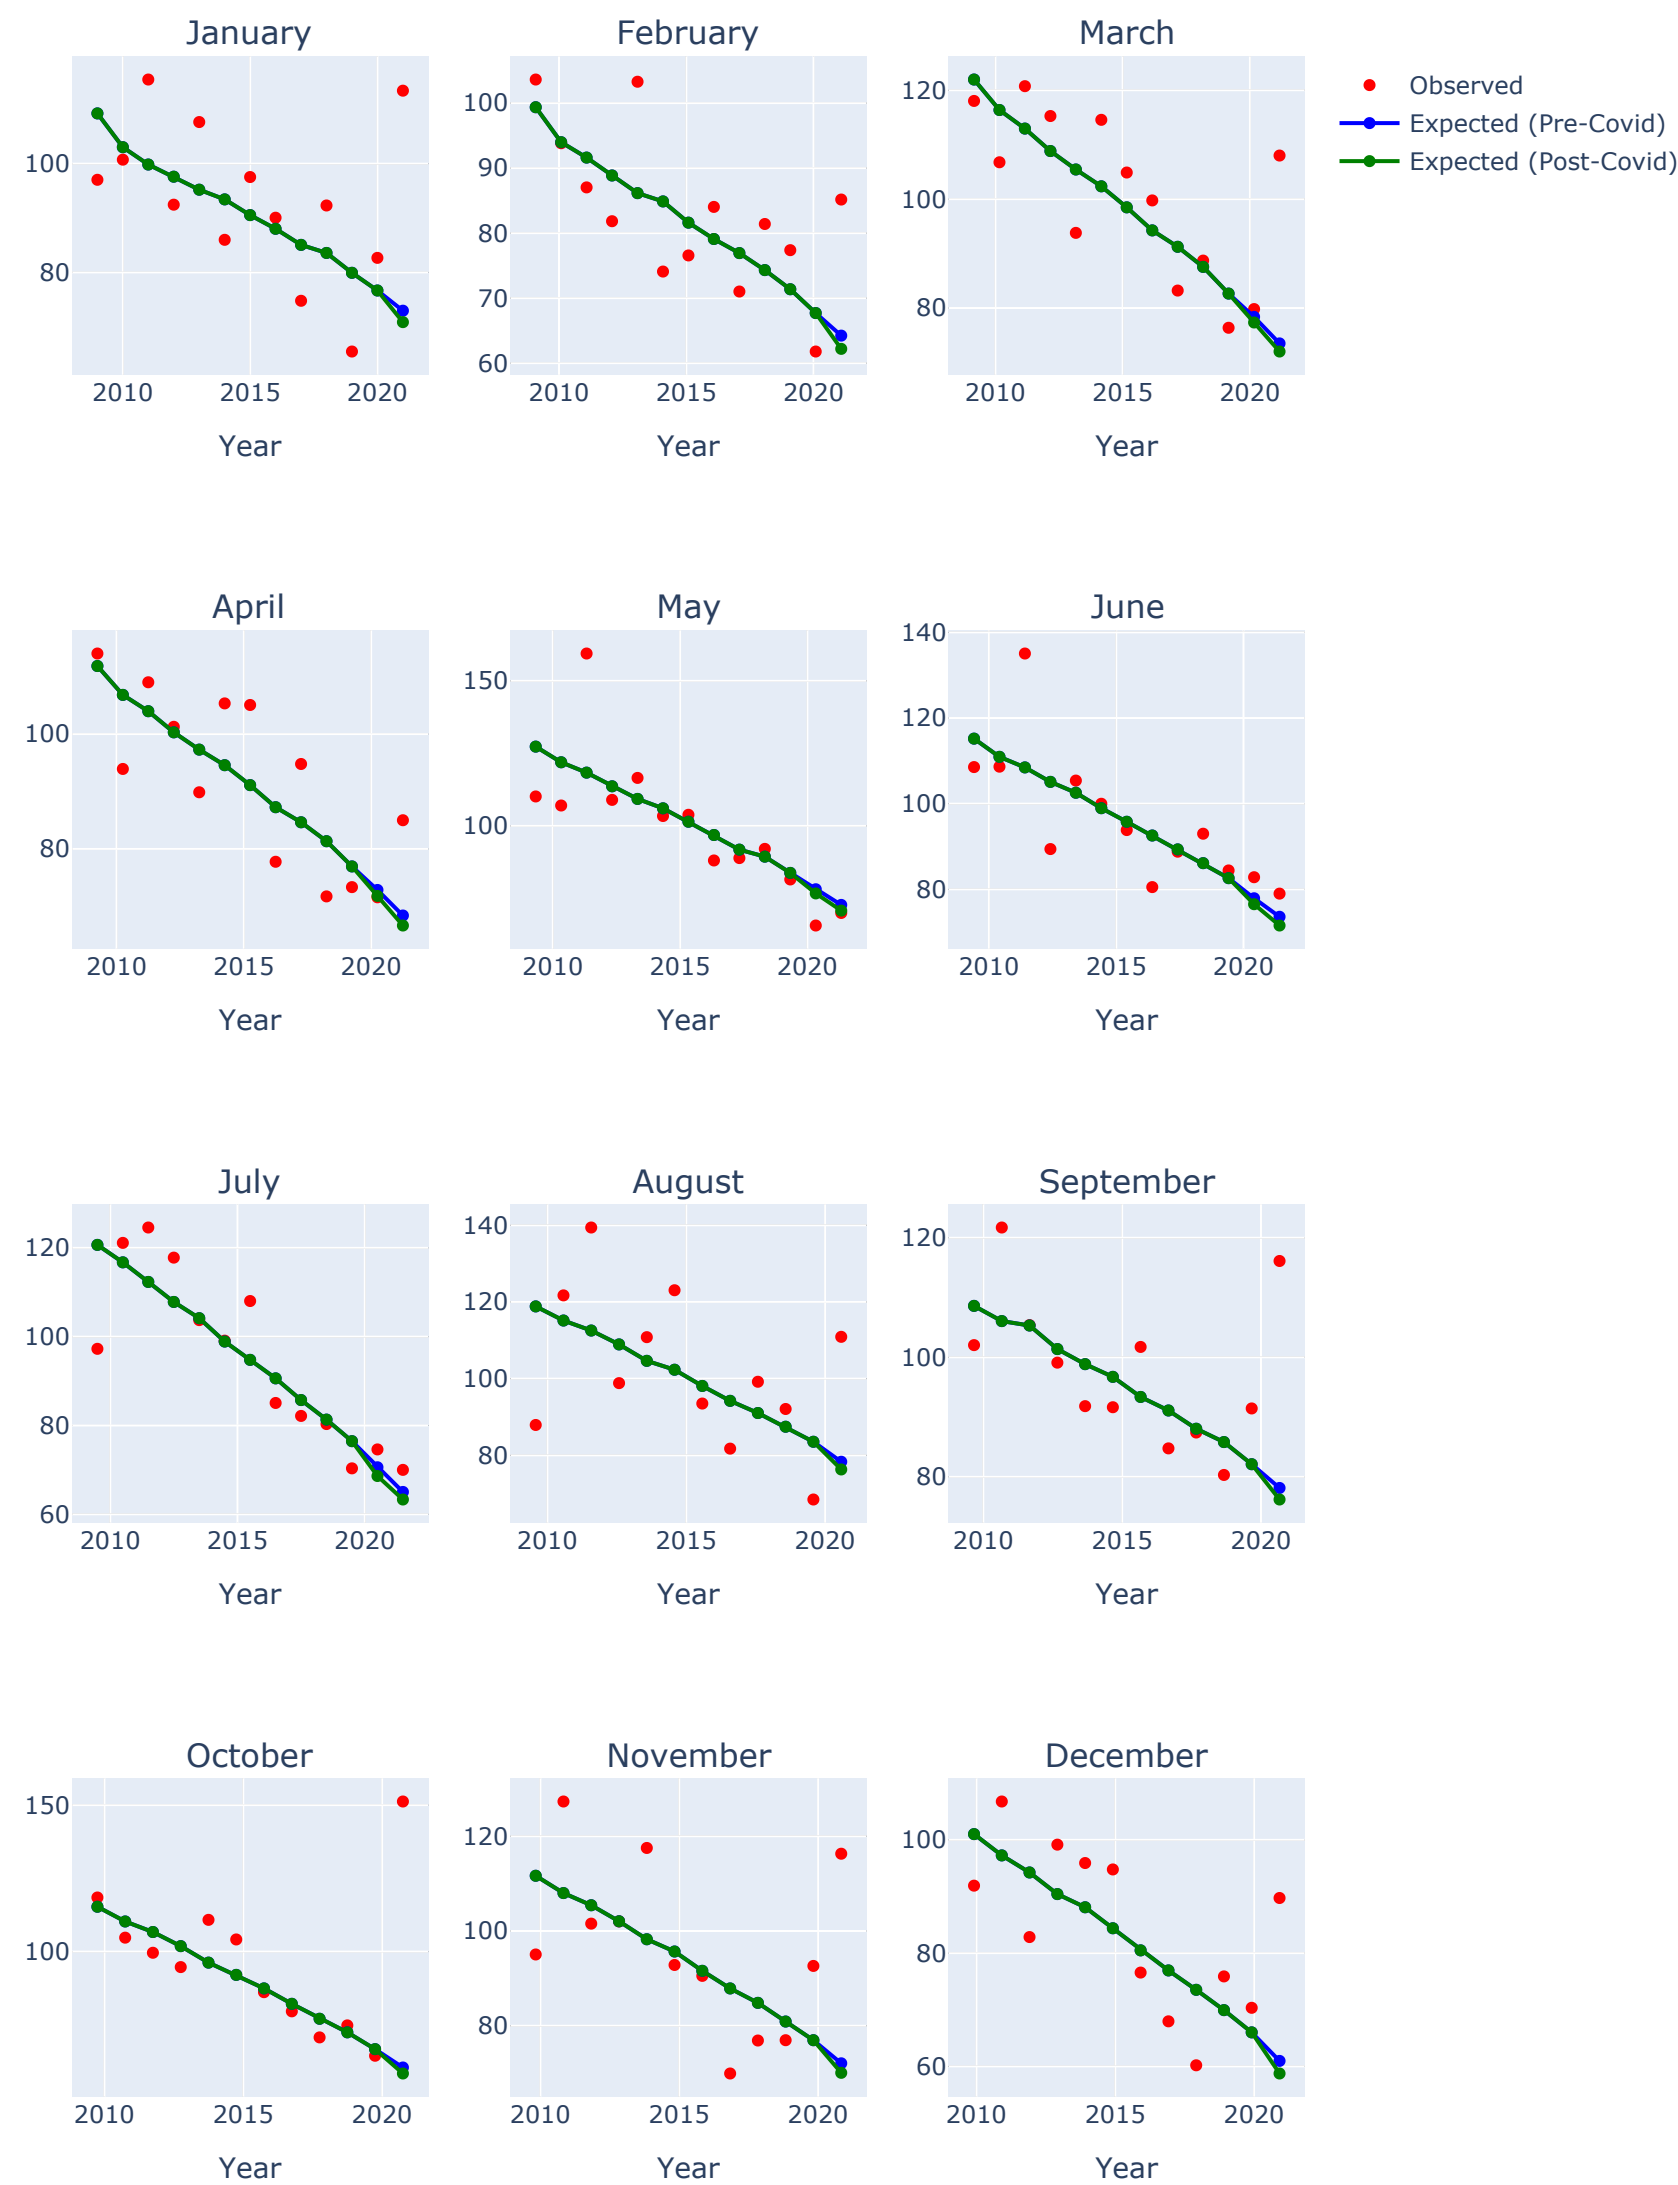 January
February
March
Observed
Expected (Pre-Covid)
Expected (Post-Covid)
100
80
2010 2015 2020
Year
100
90
80
70
60
2010 2015 2020
Year
120
100
80
2010 2015 2020
Year
April
May
June
100
80
2010 2015 2020
Year
150
100
2010 2015 2020
Year
140
120
100
80
2010 2015 2020
Year
July
August
September
120
100
80
60
2010 2015 2020
Year
140
120
100
80
2010 2015 2020
Year
120
100
80
2010 2015 2020
Year
October
November
December
150
100
2010 2015 2020
Year
120
100
80
2010 2015 2020
Year
100
80
60
2010 2015 2020
Year